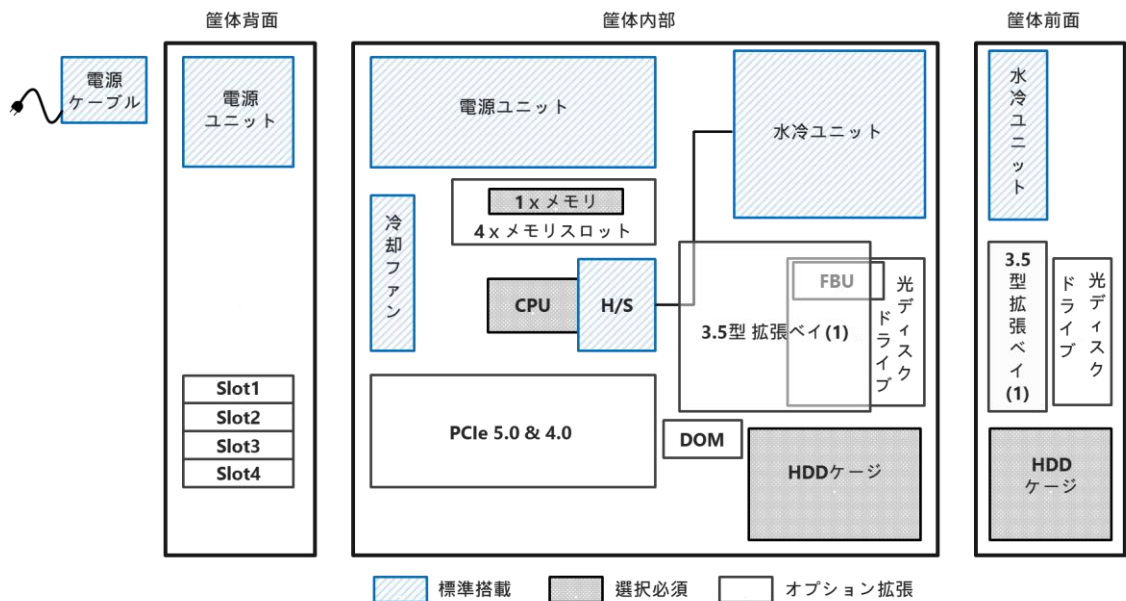 筐体背面
筐体内部
筐体前面
電源
ケーブル
電源
ユニット
電源ユニット
水冷ユニット
水冷ユニット
1 x メモリ
4 x メモリスロット
冷却ファン
CPU
H/S
FBU
3.5型 拡張ベイ(1)
光ディスク
ドライブ
3.5
型拡張ベイ
(1)
光ディスク
ドライブ
Slot1
Slot2
Slot3
Slot4
PCIe 5.0 & 4.0
DOM
HDDケージ
HDD
ケージ
標準搭載
選択必須
オプション拡張